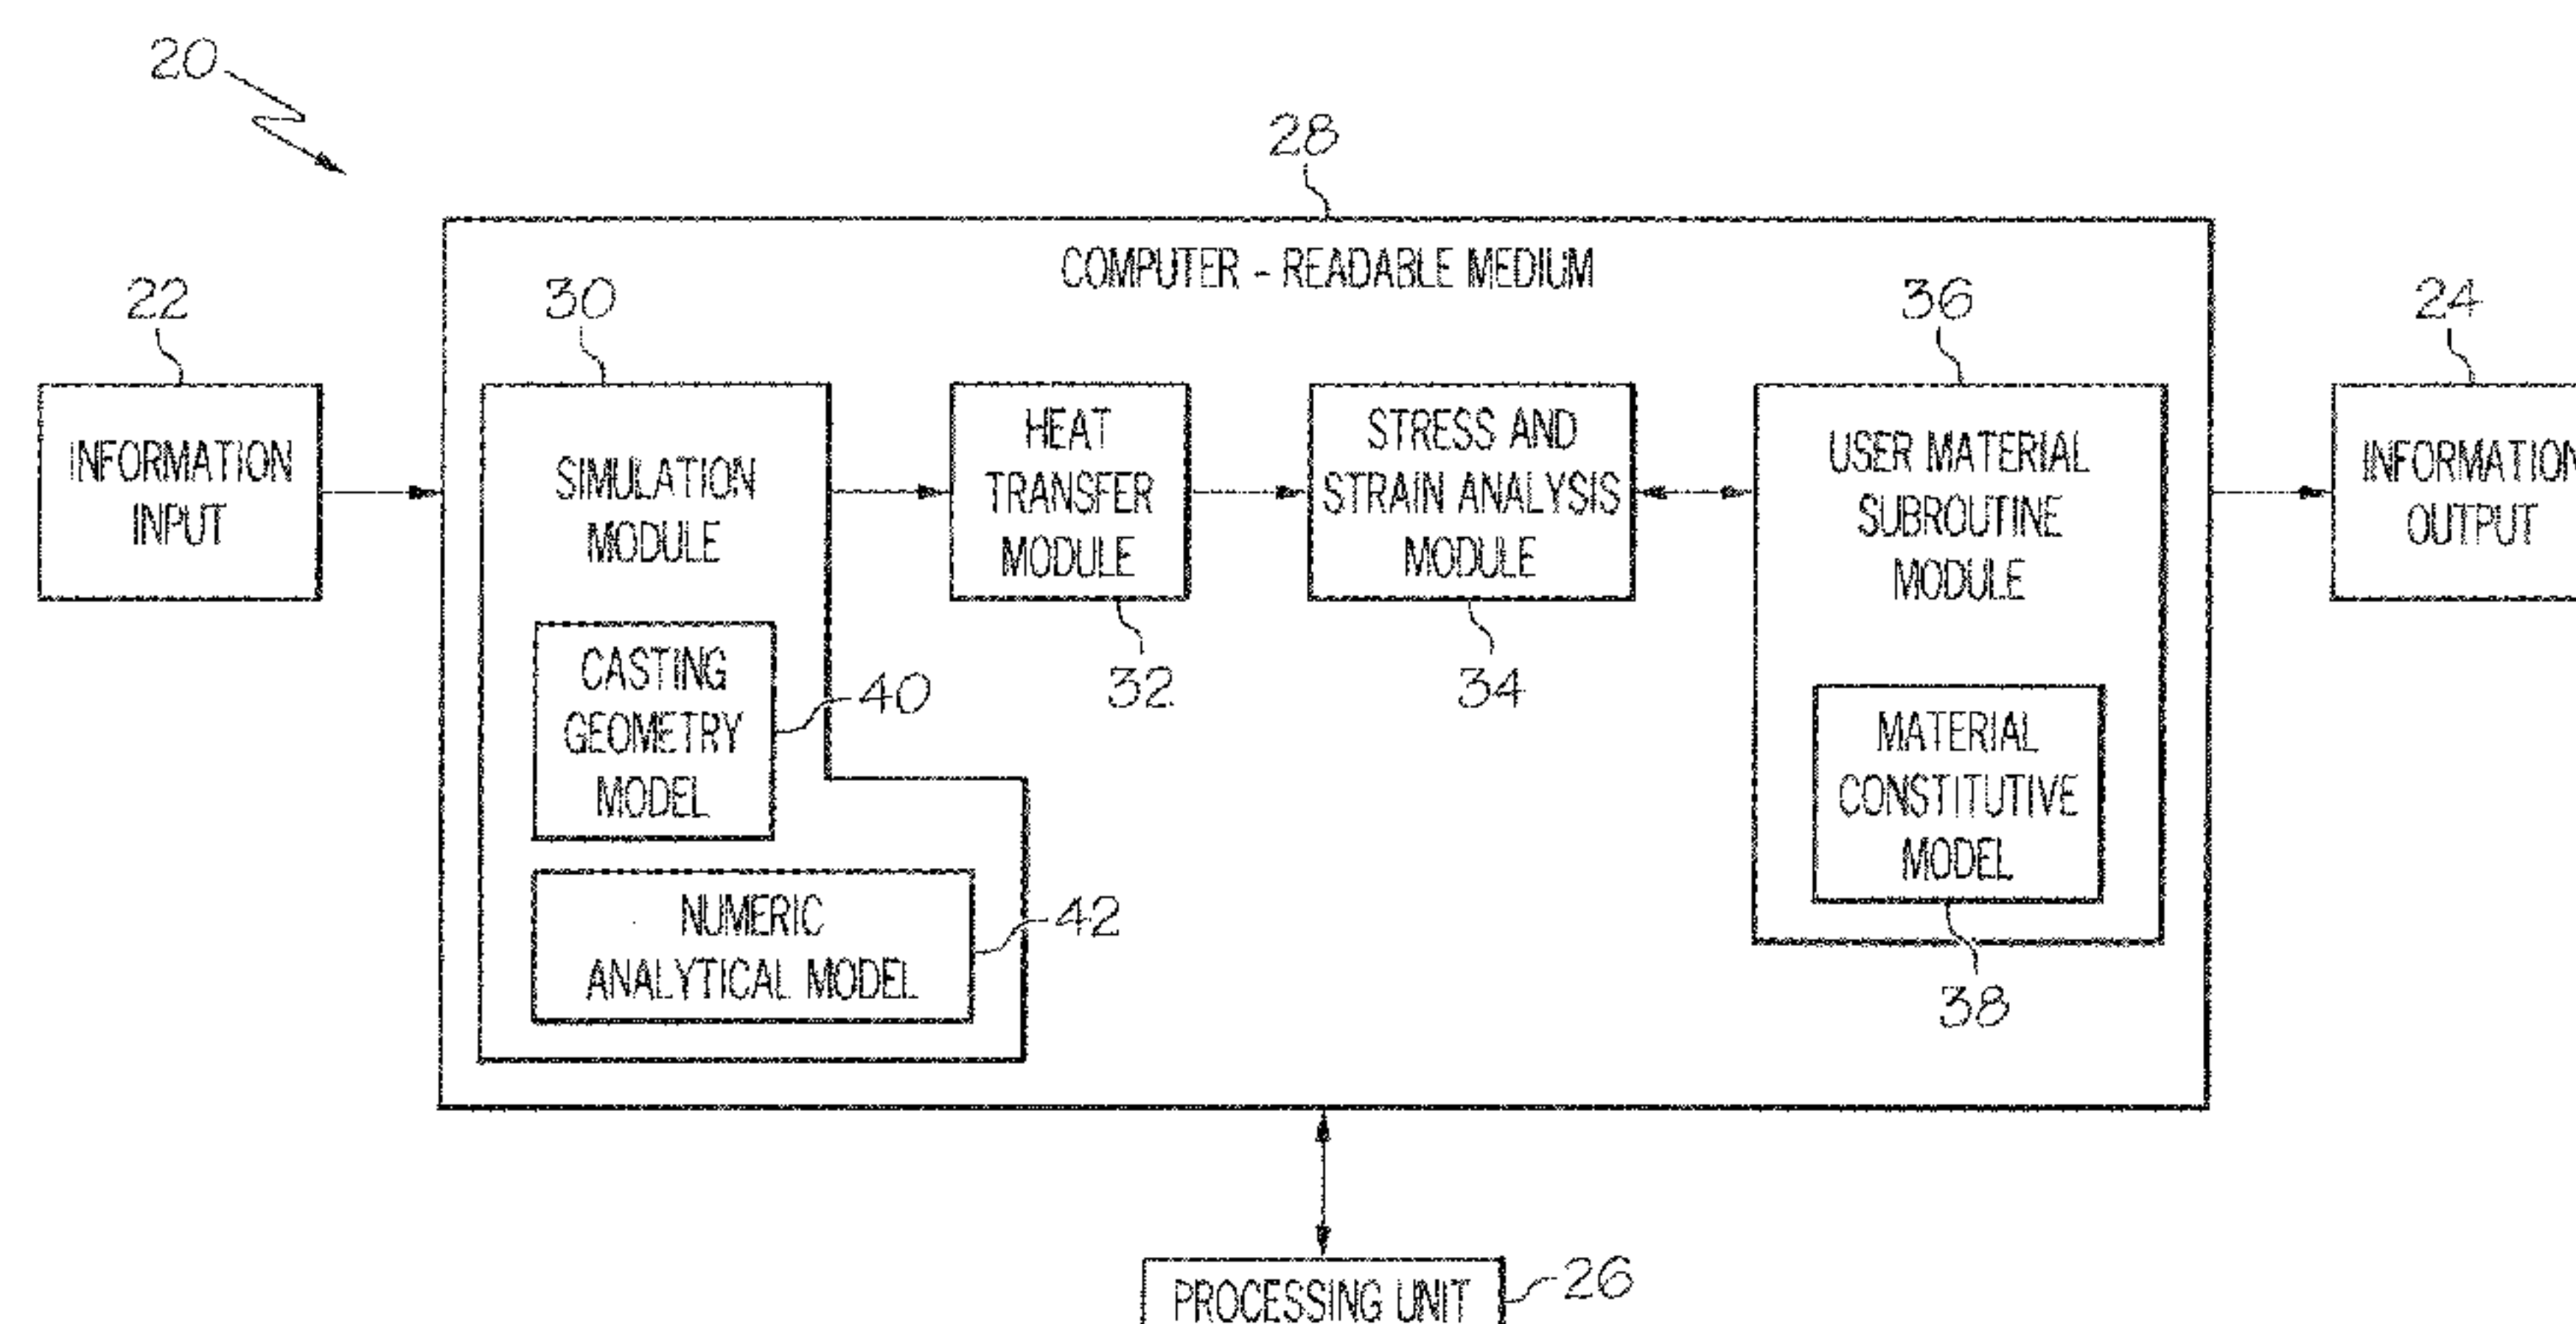 20
28
COMPUTER - READABLE MEDIUM
22
30
36
24
INFORMATION
INPUT
SIMULATION
MODULE
HEAT
TRANSFER
MODULE
STRESS AND
STRAIN ANALYSIS
MODULE
USER MATERIAL
SUBROUTINE
MODULE
INFORMATION
OUTPUT
32
34
CASTING
GEOMETRY
MODEL
40
MATERIAL
CONSTITUTIVE
MODEL
NUMERIC
ANALYTICAL MODEL
42
38
PROCESSING UNIT
26